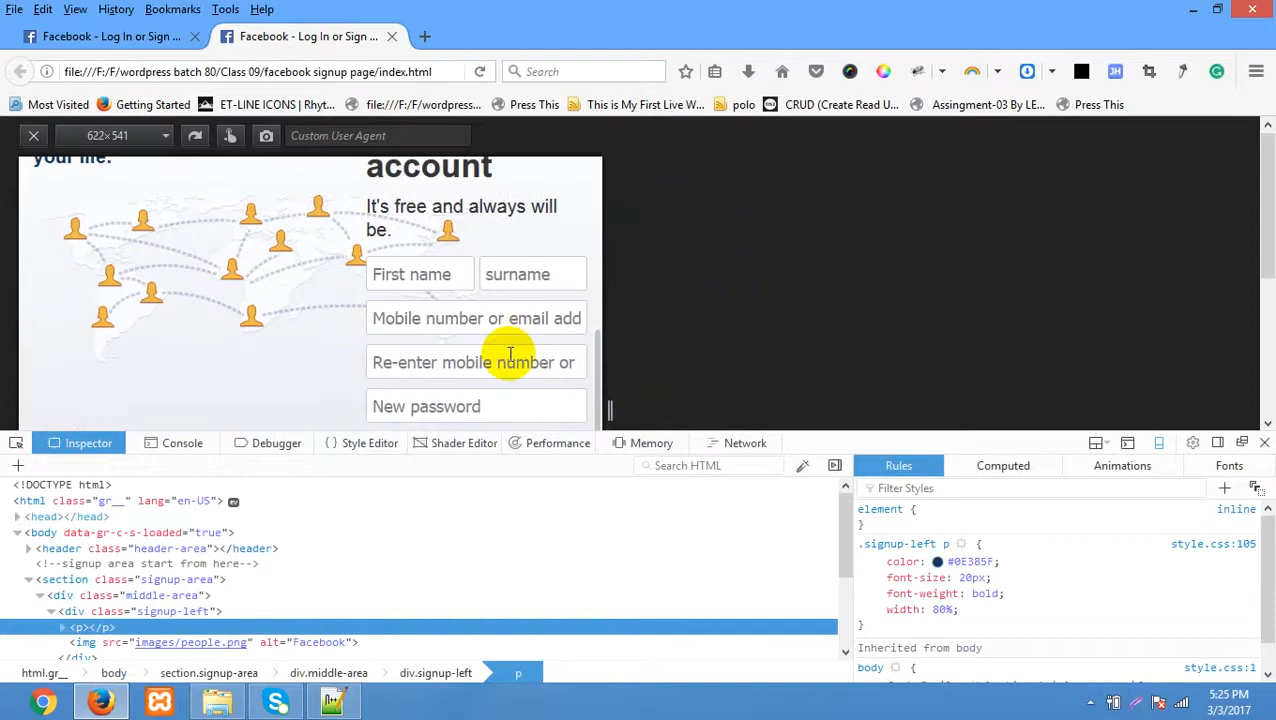 File Edit View History Bookmarks Tools Help
Facebook - Log In or Sign ... Facebook - Log In or Sign ...
file:///F:/F/wordpress batch 80/Class 09/facebook signup page/index.html Search
Most Visited Getting Started ET-LINE ICONS | Rhyt... file:///F:/F/wordpress... Press This This is My First Live W... polo CRUD (Create Read U... Assingment-03 By LE... Press This
622×541 Custom User Agent
your life.
account
It's free and always will
be.
First name surname
Mobile number or email add
Re-enter mobile number or
New password
Inspector Console Debugger Style Editor Shader Editor Performance Memory Network
Search HTML Rules Computed Animations Fonts
<!DOCTYPE html>
<html class="gr__" lang="en-US"> ev
<head></head>
<body data-gr-c-s-loaded="true">
<header class="header-area"></header>
<!--signup area start from here-->
<section class="signup-area">
<div class="middle-area">
<div class="signup-left">
<p></p>
<img src="images/people.png" alt="Facebook">
</div>
Filter Styles
element { inline
}
.signup-left p { style.css:105
color: #0E385F;
font-size: 20px;
font-weight: bold;
width: 80%;
}
Inherited from body
body { style.css:1
html.gr__ body section.signup-area div.middle-area div.signup-left p
5:25 PM
3/3/2017